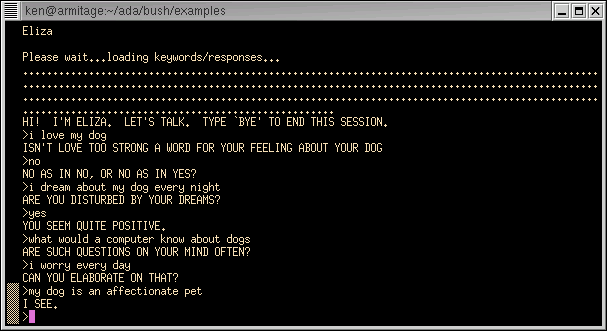 ken@armitage:~/ada/bush/examples
Eliza
Please wait...loading keywords/responses...
HI!  I'M ELIZA.  LET'S TALK.  TYPE `BYE' TO END THIS SESSION.
>i love my dog
ISN'T LOVE TOO STRONG A WORD FOR YOUR FEELING ABOUT YOUR DOG
>no
NO AS IN NO, OR NO AS IN YES?
>i dream about my dog every night
ARE YOU DISTURBED BY YOUR DREAMS?
>yes
YOU SEEM QUITE POSITIVE.
>what would a computer know about dogs
ARE SUCH QUESTIONS ON YOUR MIND OFTEN?
>i worry every day
CAN YOU ELABORATE ON THAT?
>my dog is an affectionate pet
I SEE.
>